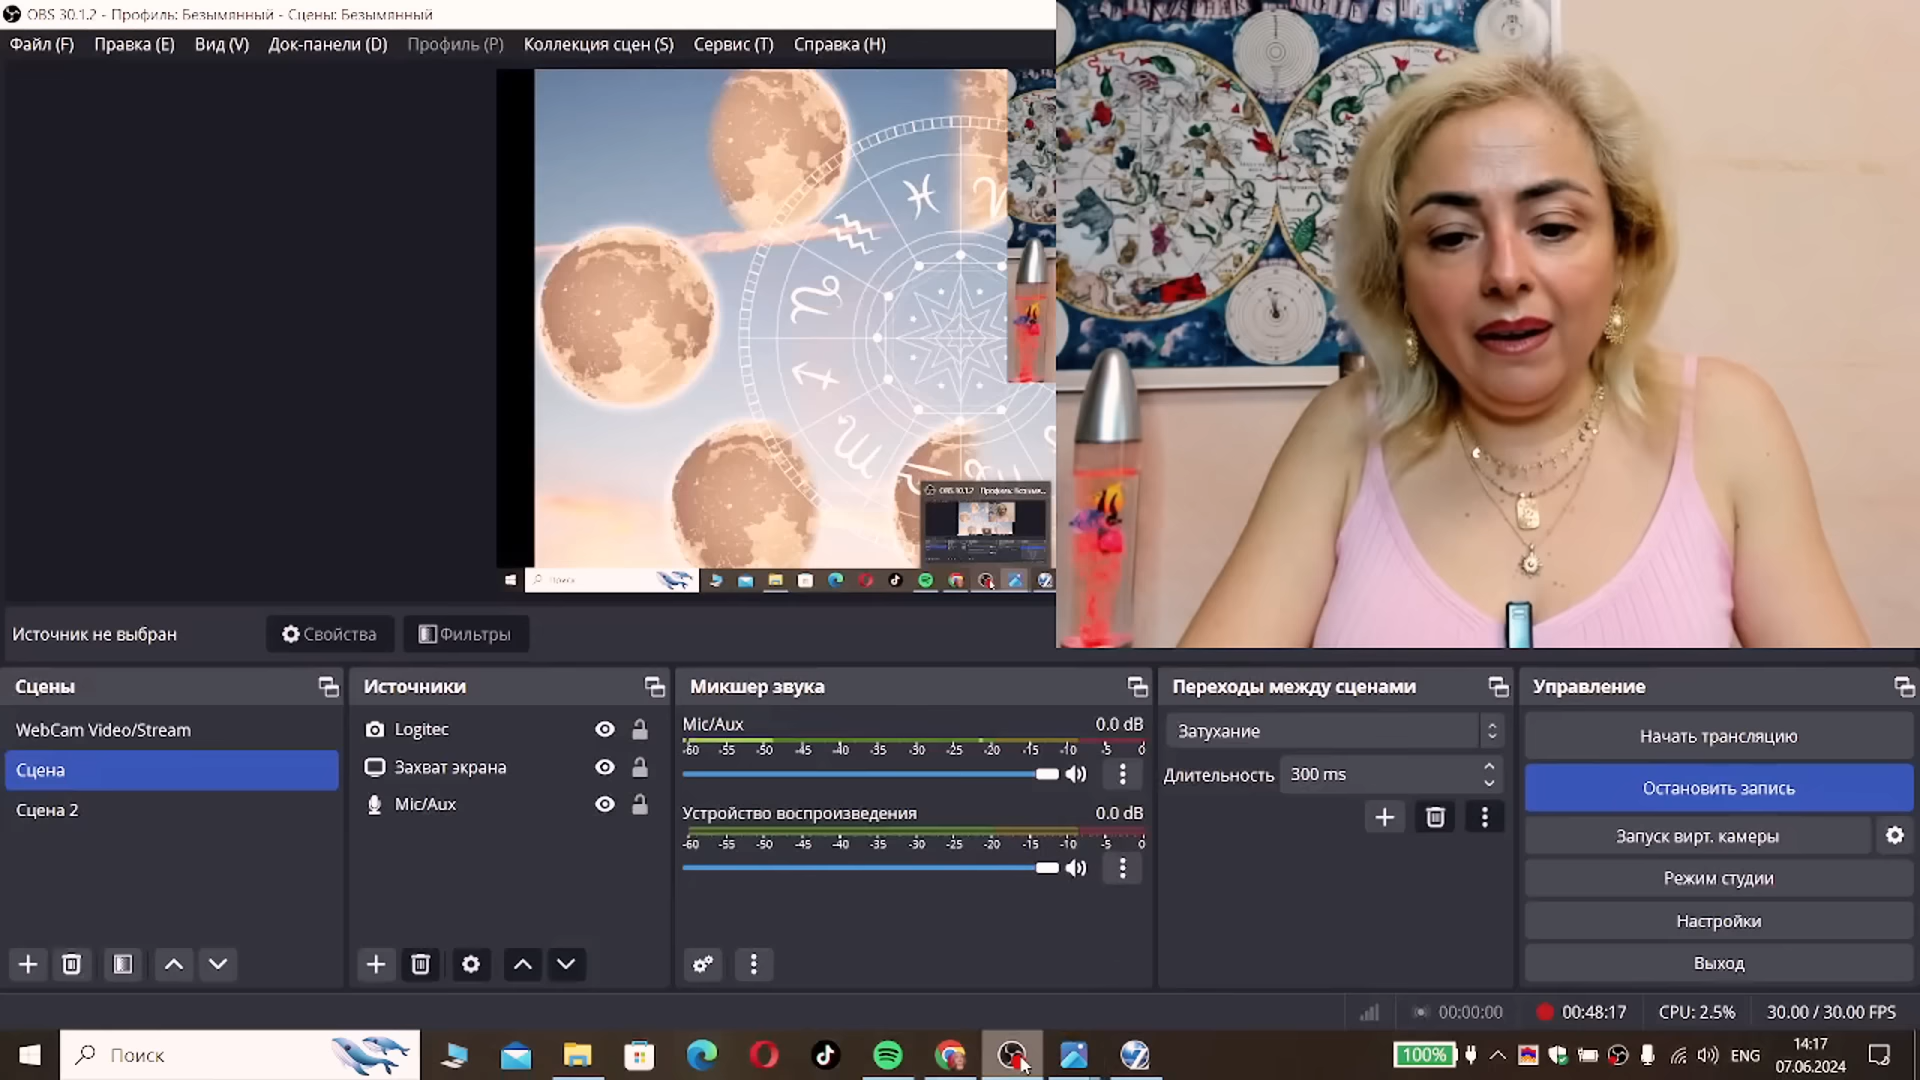 OBS 30.1.2 - Профиль: Безымянный - Сцены: Безымянный
Файл (F) Правка (E) Вид (V) Док-панели (D) Профиль (P) Коллекция сцен (S) Сервис (T) Справка (H)
Источник не выбран
Свойства
Фильтры
Сцены
WebCam Video/Stream
Сцена
Сцена 2
Источники
Logitec
Захват экрана
Mic/Aux
Микшер звука
Mic/Aux 0.0 dB
-60 -55 -50 -45 -40 -35 -30 -25 -20 -15 -10 -5 0
Устройство воспроизведения 0.0 dB
-60 -55 -50 -45 -40 -35 -30 -25 -20 -15 -10 -5 0
Переходы между сценами
Затухание
Длительность 300 ms
Управление
Начать трансляцию
Остановить запись
Запуск вирт. камеры
Режим студии
Настройки
Выход
00:00:00 00:48:17 CPU: 2.5% 30.00 / 30.00 FPS
Поиск
100%
ENG
14:17
07.06.2024